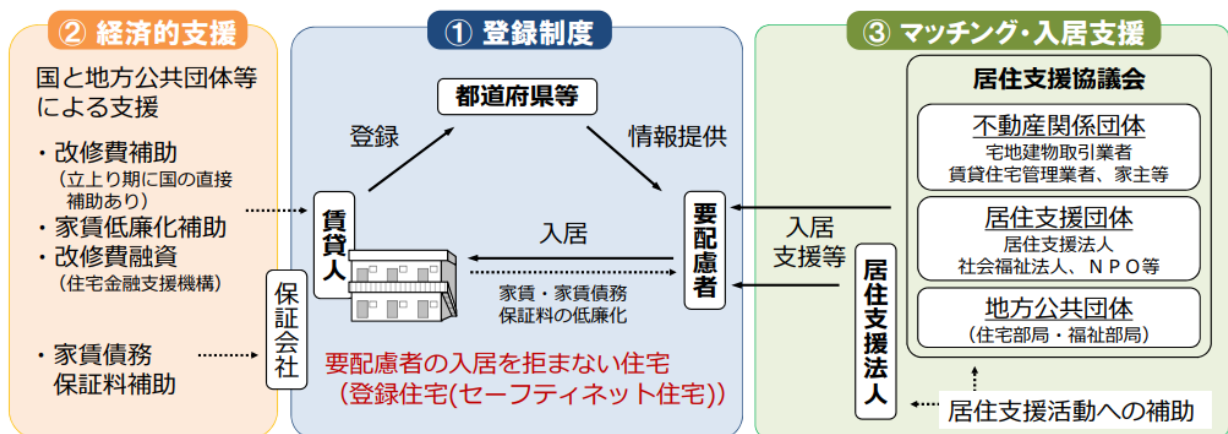 ② 経済的支援
国と地方公共団体等
による支援
・改修費補助
（立上り期に国の直接
補助あり）
・家賃低廉化補助
・改修費融資
（住宅金融支援機構）
・家賃債務
保証料補助
① 登録制度
都道府県等
登録
情報提供
賃貸人
保証会社
入居
家賃・家賃債務
保証料の低廉化
要配慮者
要配慮者の入居を拒まない住宅
（登録住宅(セーフティネット住宅)）
③ マッチング・入居支援
居住支援協議会
不動産関係団体
宅地建物取引業者
賃貸住宅管理業者、家主等
居住支援団体
居住支援法人
社会福祉法人、ＮＰＯ等
地方公共団体
（住宅部局・福祉部局）
入居
支援等
居住支援法人
居住支援活動への補助